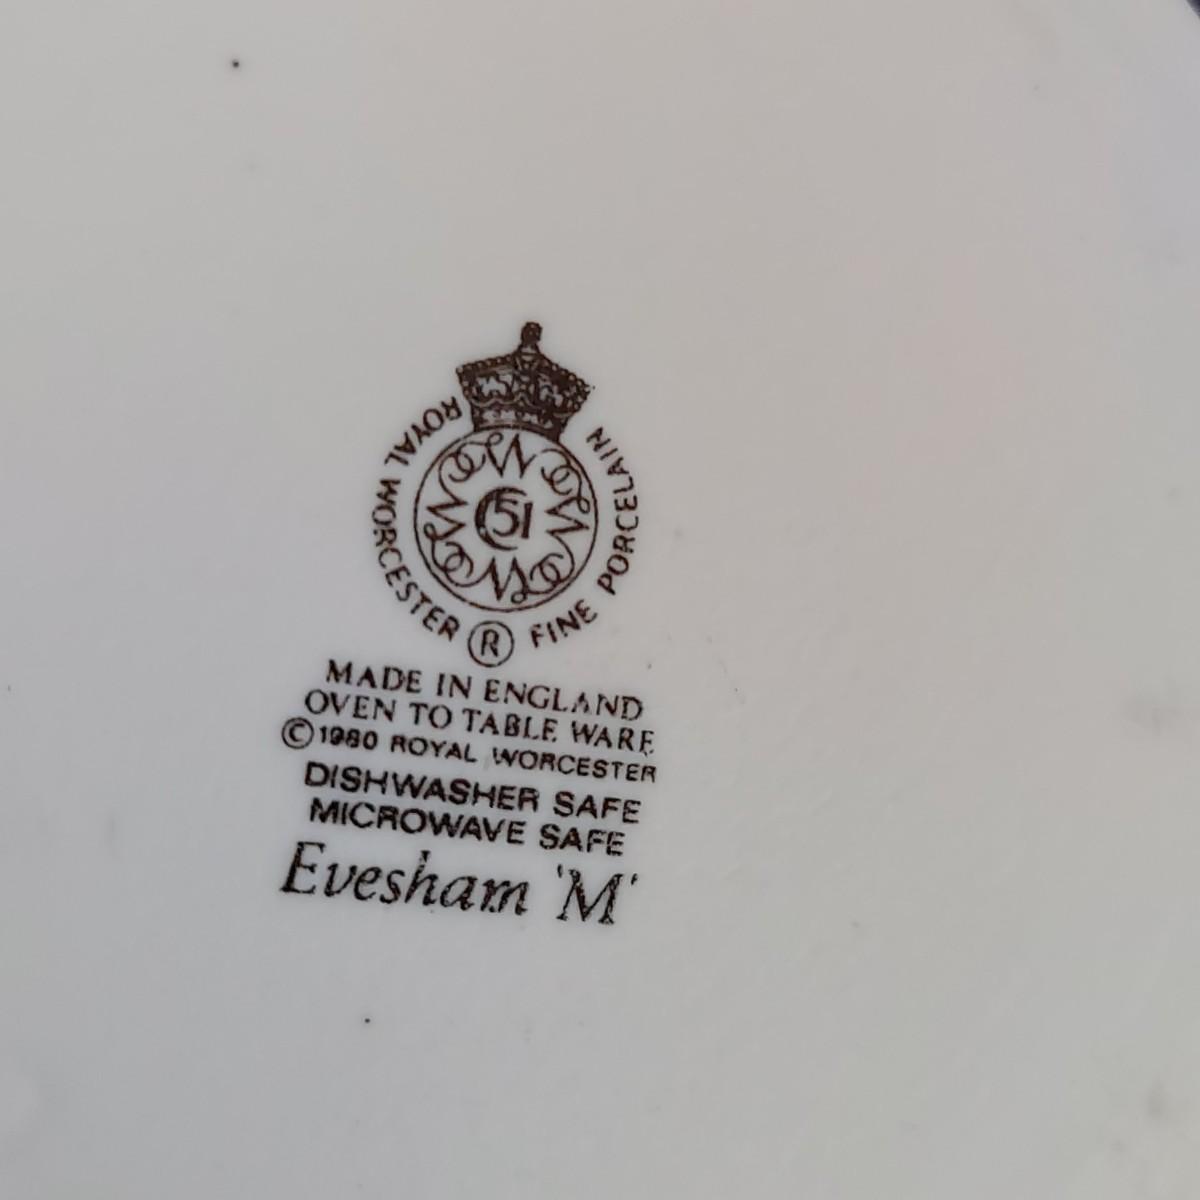 ROYAL WORCESTER ® FINE PORCELAIN
51
MADE IN ENGLAND
OVEN TO TABLE WARE
©1980 ROYAL WORCESTER
DISHWASHER SAFE
MICROWAVE SAFE
Evesham 'M'